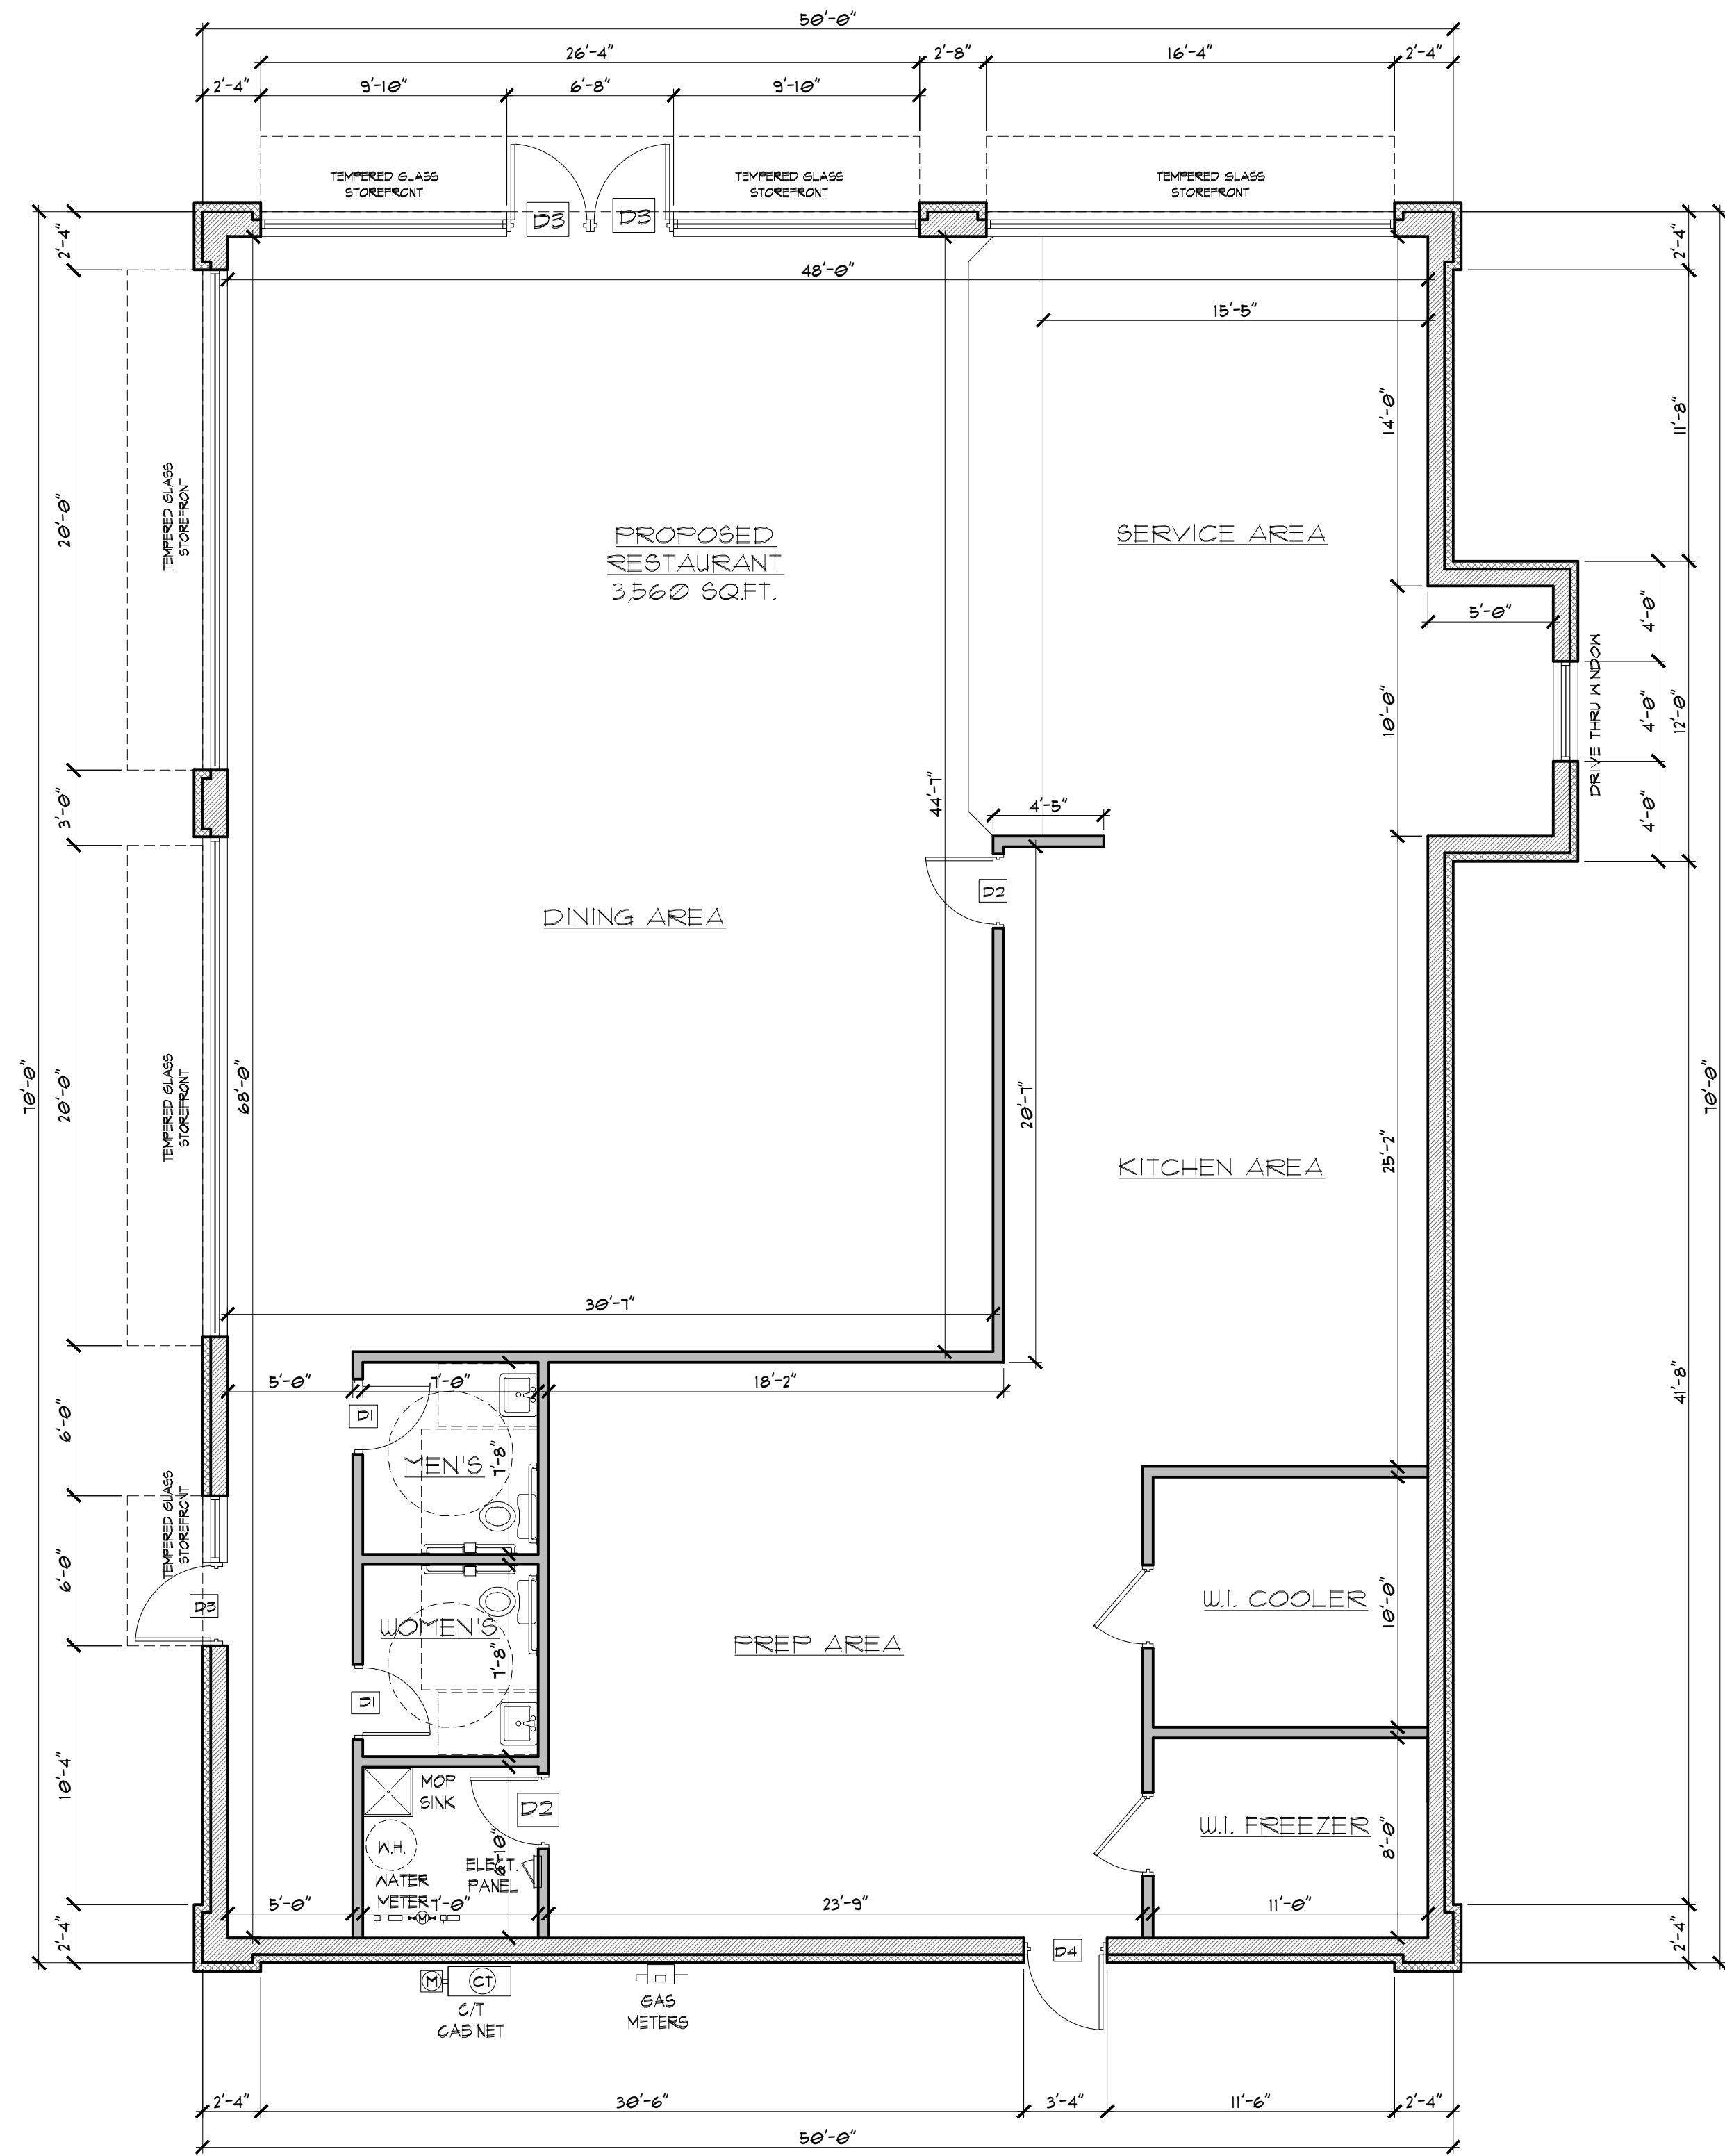 50'-0"
26'-4"
2'-8"
16'-4"
2'-4"
2'-4"
9'-10"
6'-8"
9'-10"
TEMPERED GLASS
STOREFRONT
TEMPERED GLASS
STOREFRONT
TEMPERED GLASS
STOREFRONT
D3
D3
2'-4"
2'-4"
48'-0"
15'-5"
14'-0"
11'-8"
20'-0"
TEMPERED GLASS
STOREFRONT
PROPOSED
RESTAURANT
3,560 SQ.FT.
SERVICE AREA
5'-0"
4'-0"
DRIVE THRU WINDOW
10'-0"
4'-0"
12'-0"
3'-0"
44'-7"
4'-5"
4'-0"
D2
DINING AREA
70'-0"
20'-0"
TEMPERED GLASS
STOREFRONT
68'-0"
20'-7"
25'-2"
KITCHEN AREA
70'-0"
30'-7"
5'-0"
7'-0"
18'-2"
41'-8"
6'-0"
D1
MEN'S
7'-8"
TEMPERED GLASS
STOREFRONT
6'-0"
D3
WOMEN'S
7'-8"
PREP AREA
W.I. COOLER
10'-0"
D1
10'-4"
MOP
SINK
D2
W.H.
6'-10"
ELECT.
PANEL
WATER
METER
W.I. FREEZER
8'-0"
5'-0"
7'-0"
23'-9"
11'-0"
M
2'-4"
2'-4"
D4
M
CT
C/T
CABINET
GAS
METERS
2'-4"
30'-6"
3'-4"
11'-6"
2'-4"
50'-0"